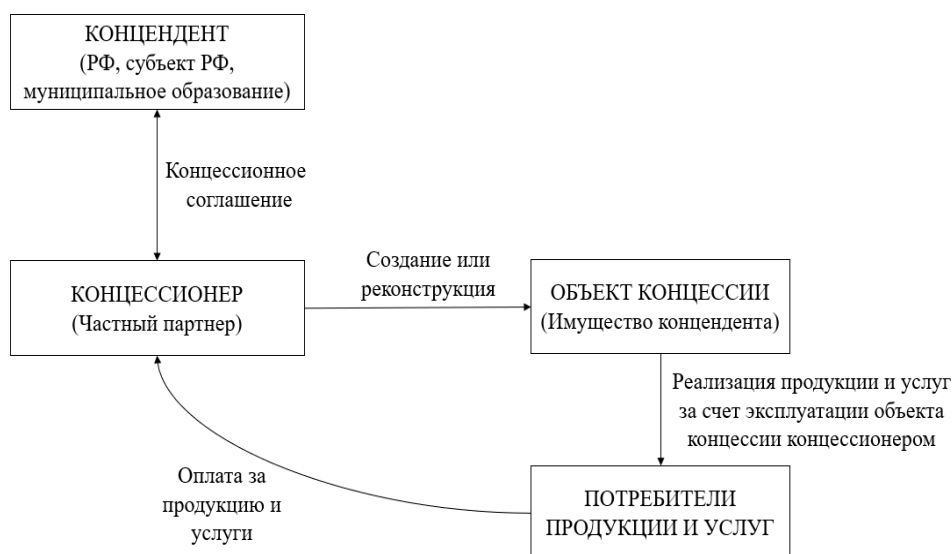 КОНЦЕНДЕНТ
(РФ, субъект РФ,
муниципальное образование)
Концессионное
соглашение
Создание или
реконструкция
КОНЦЕССИОНЕР
(Частный партнер)
ОБЪЕКТ КОНЦЕССИИ
(Имущество концендента)
Реализация продукции и услуг
за счет эксплуатации объекта
концессии концессионером
Оплата за
продукцию и
услуги
ПОТРЕБИТЕЛИ
ПРОДУКЦИИ И УСЛУГ